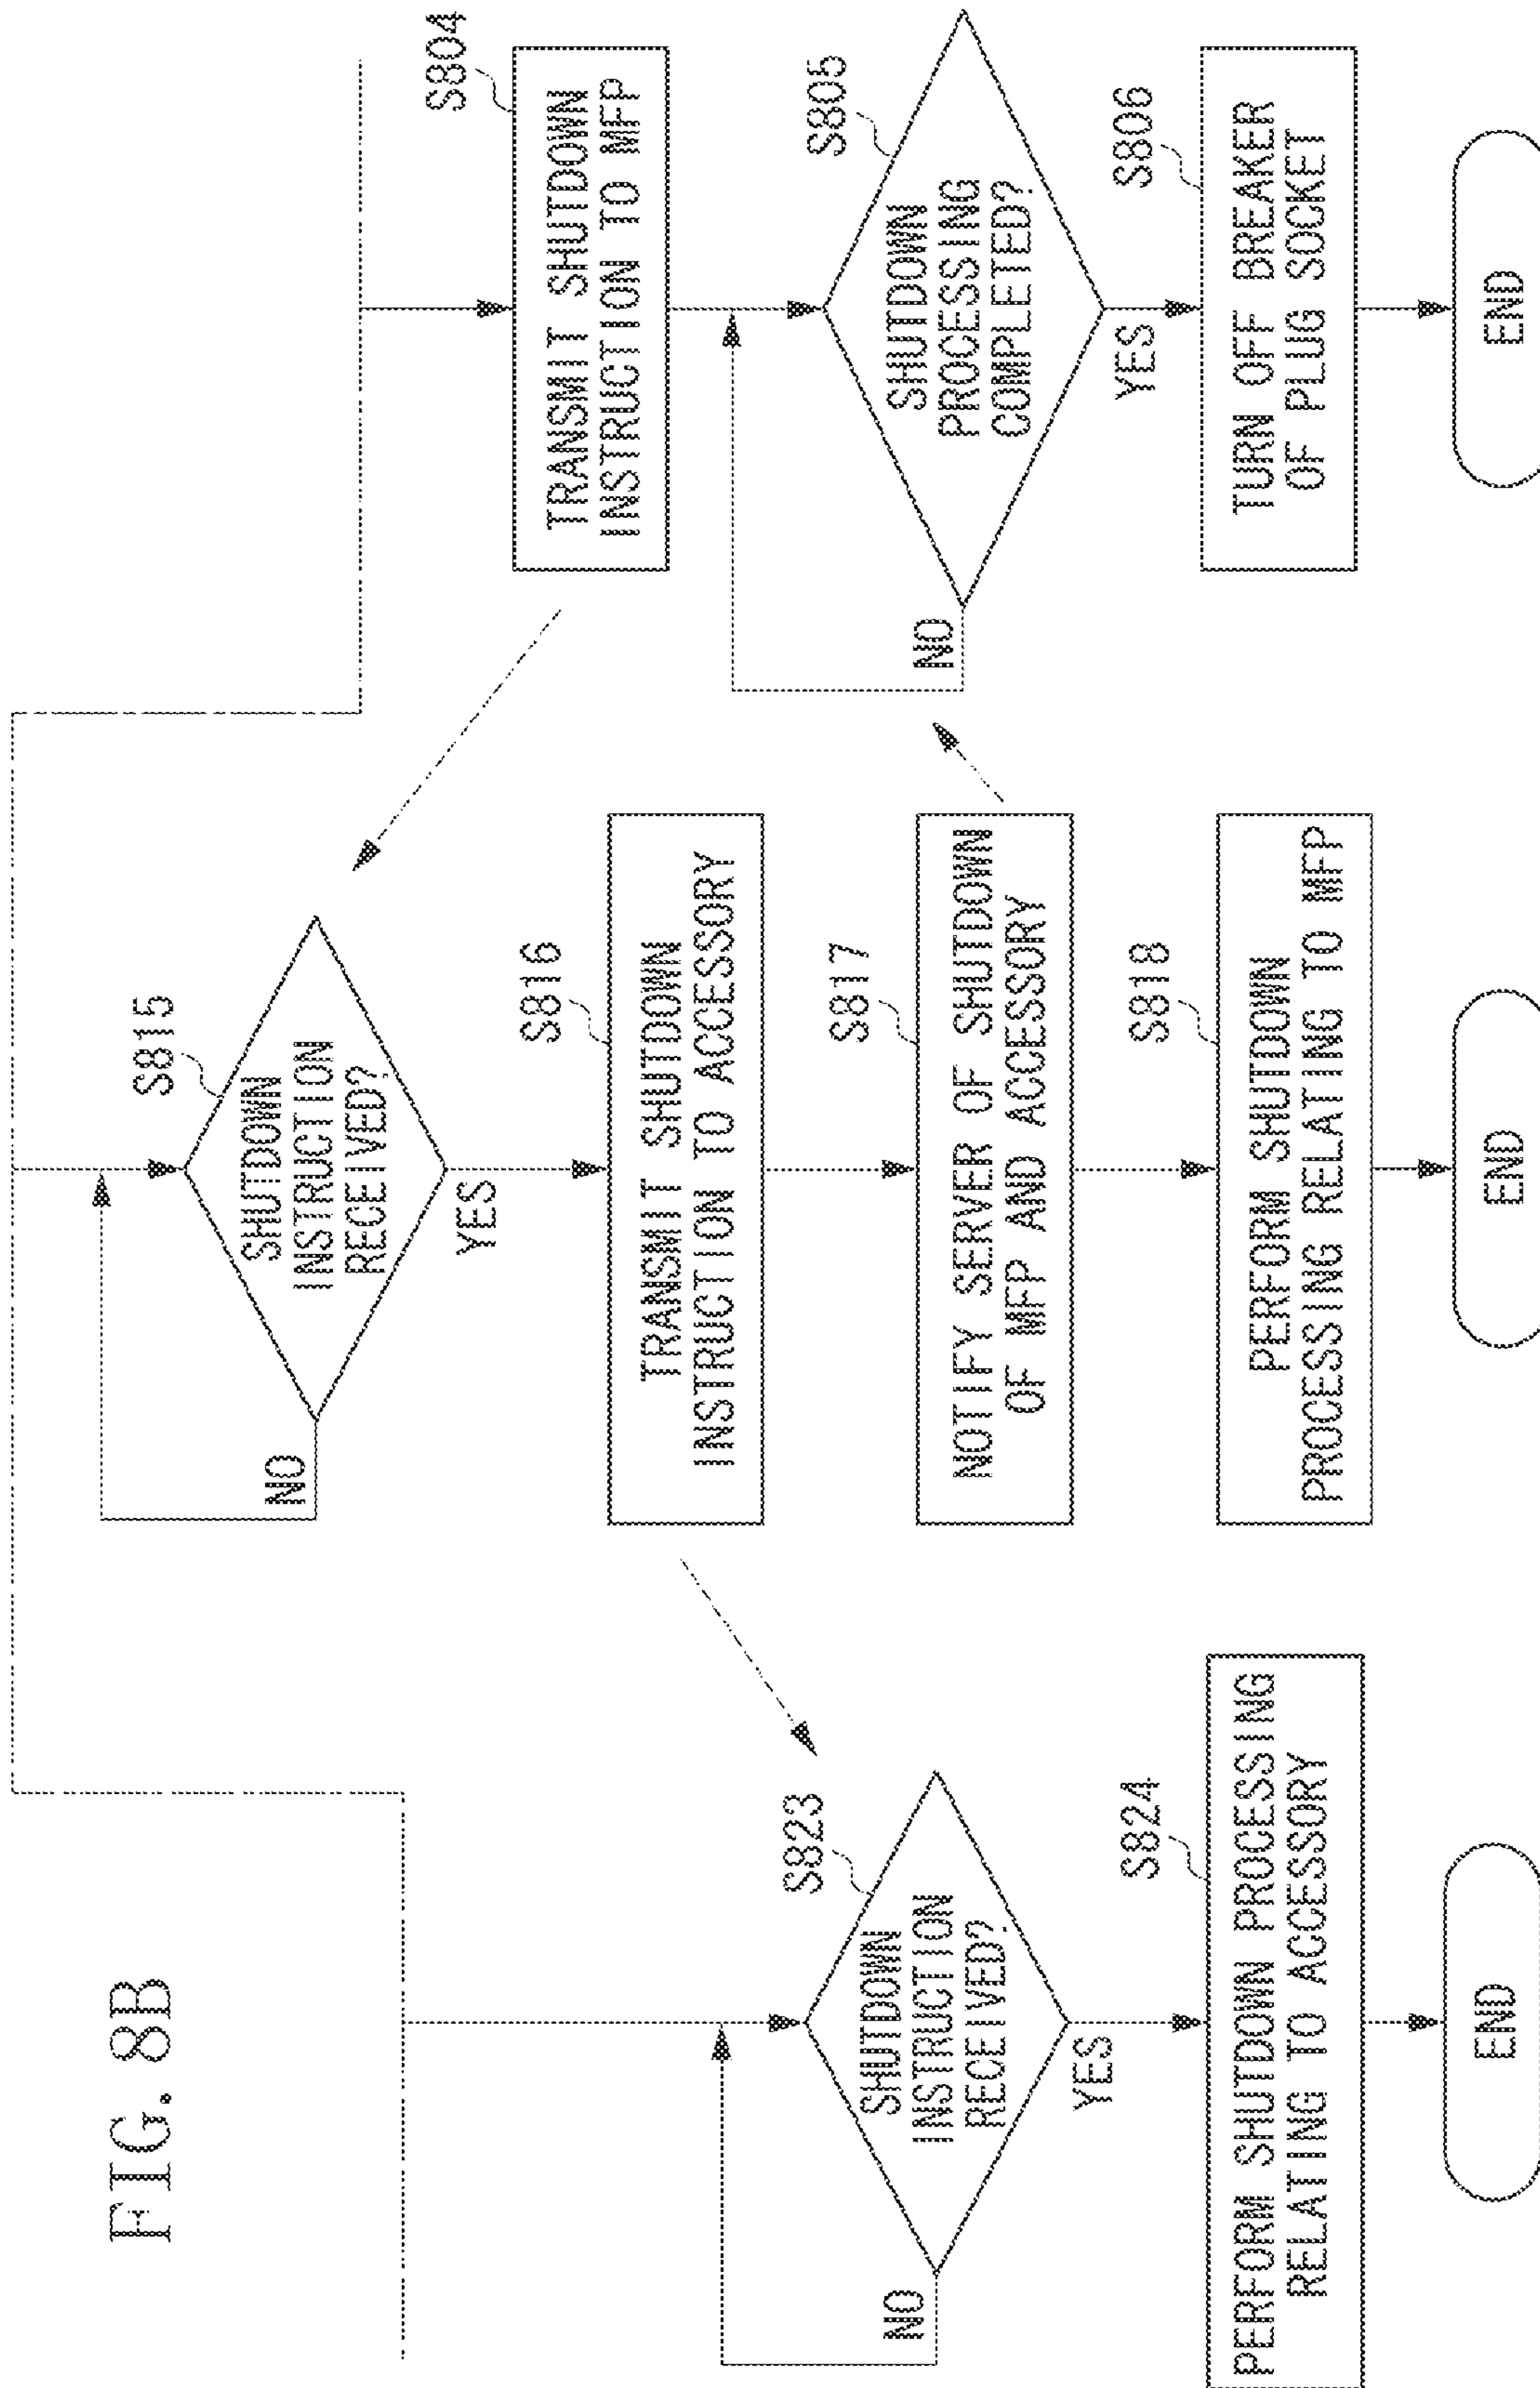 FIG. 8B
S823
SHUTDOWN
INSTRUCTION
RECEIVED?
NO
YES
S824
PERFORM SHUTDOWN PROCESSING
RELATING TO ACCESSORY
END
S815
SHUTDOWN
INSTRUCTION
RECEIVED?
NO
YES
S816
TRANSMIT SHUTDOWN
INSTRUCTION TO ACCESSORY
S817
NOTIFY SERVER OF SHUTDOWN
OF MFP AND ACCESSORY
S818
PERFORM SHUTDOWN
PROCESSING RELATING TO MFP
END
S804
TRANSMIT SHUTDOWN
INSTRUCTION TO MFP
S805
SHUTDOWN
PROCESSING
COMPLETED?
NO
YES
S806
TURN OFF BREAKER
OF PLUG SOCKET
END